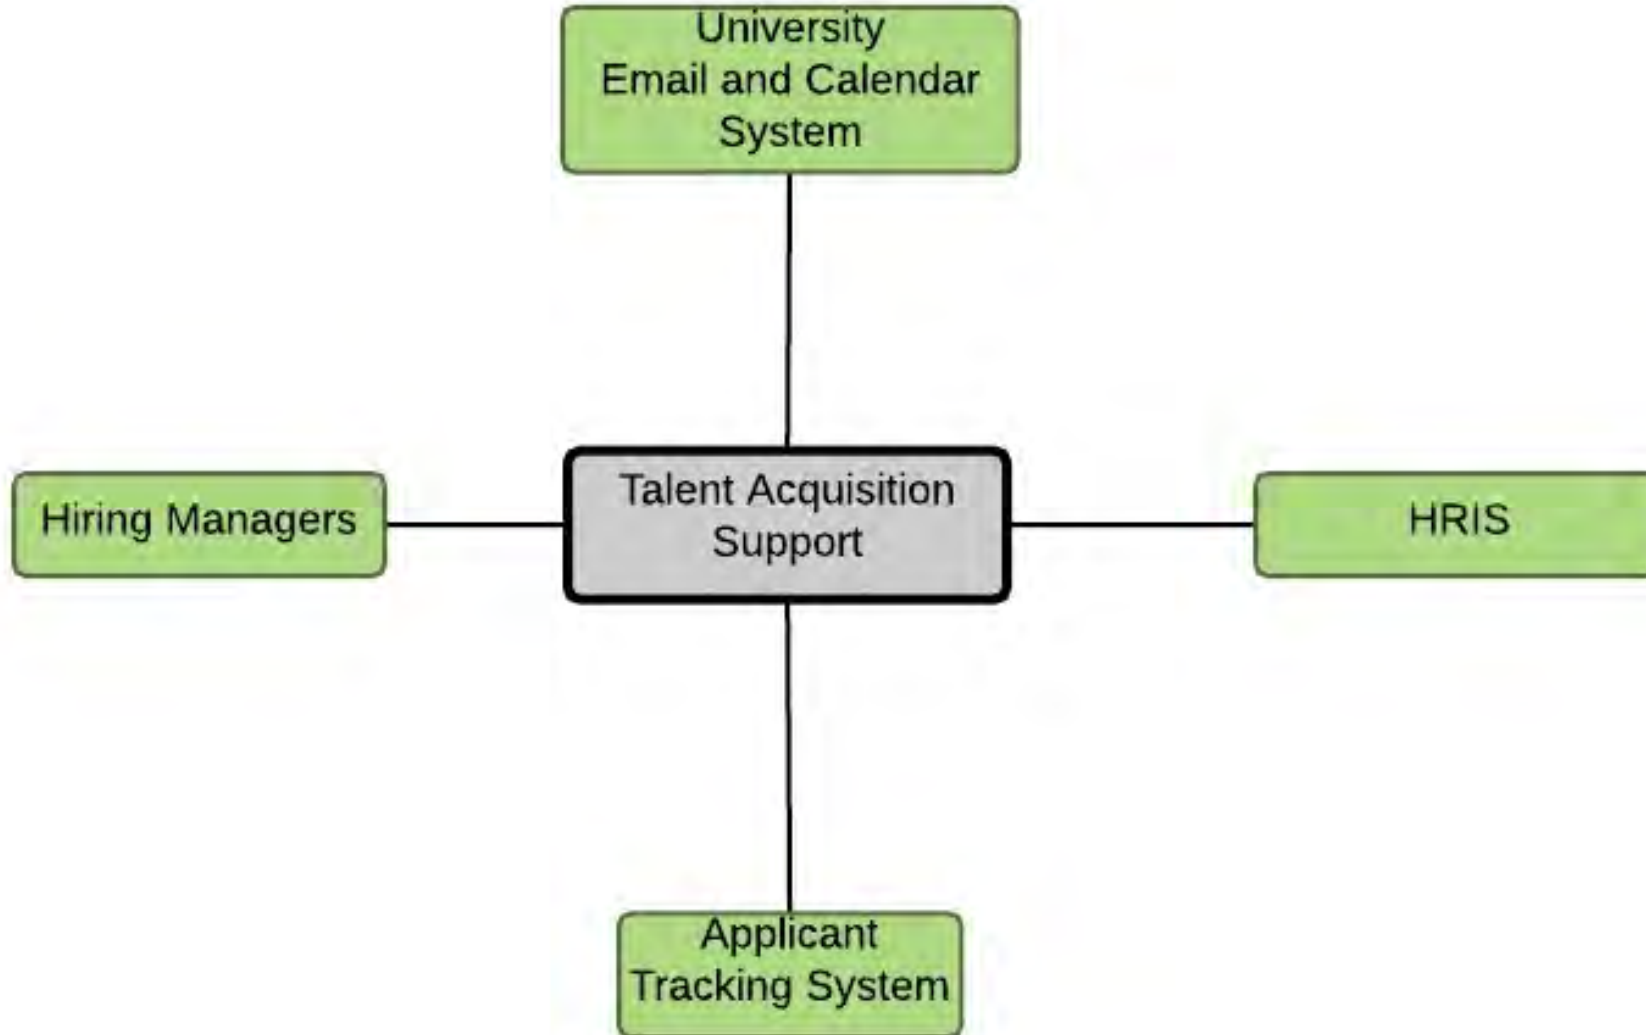 University
Email and Calendar
System
Hiring Managers
Talent Acquisition
Support
HRIS
Applicant
Tracking System